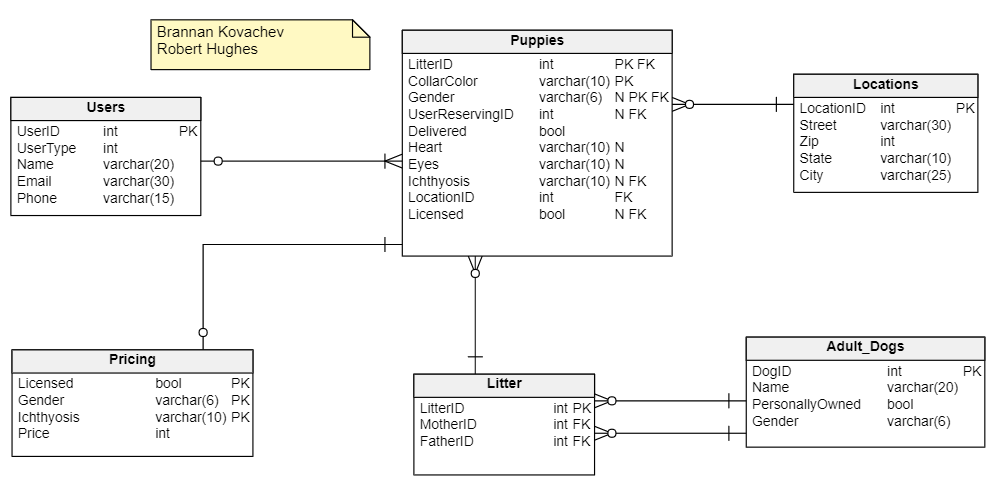 Brannan Kovachev
Robert Hughes
Puppies
LitterID int PK FK
CollarColor varchar(10) PK
Gender varchar(6) N PK FK
UserReservingID int N FK
Delivered bool
Heart varchar(10) N
Eyes varchar(10) N
Ichthyosis varchar(10) N FK
LocationID int FK
Licensed bool N FK
Locations
LocationID int PK
Street varchar(30)
Zip int
State varchar(10)
City varchar(25)
Users
UserID int PK
UserType int
Name varchar(20)
Email varchar(30)
Phone varchar(15)
Pricing
Licensed bool PK
Gender varchar(6) PK
Ichthyosis varchar(10) PK
Price int
Litter
LitterID int PK
MotherID int FK
FatherID int FK
Adult_Dogs
DogID int PK
Name varchar(20)
PersonallyOwned bool
Gender varchar(6)